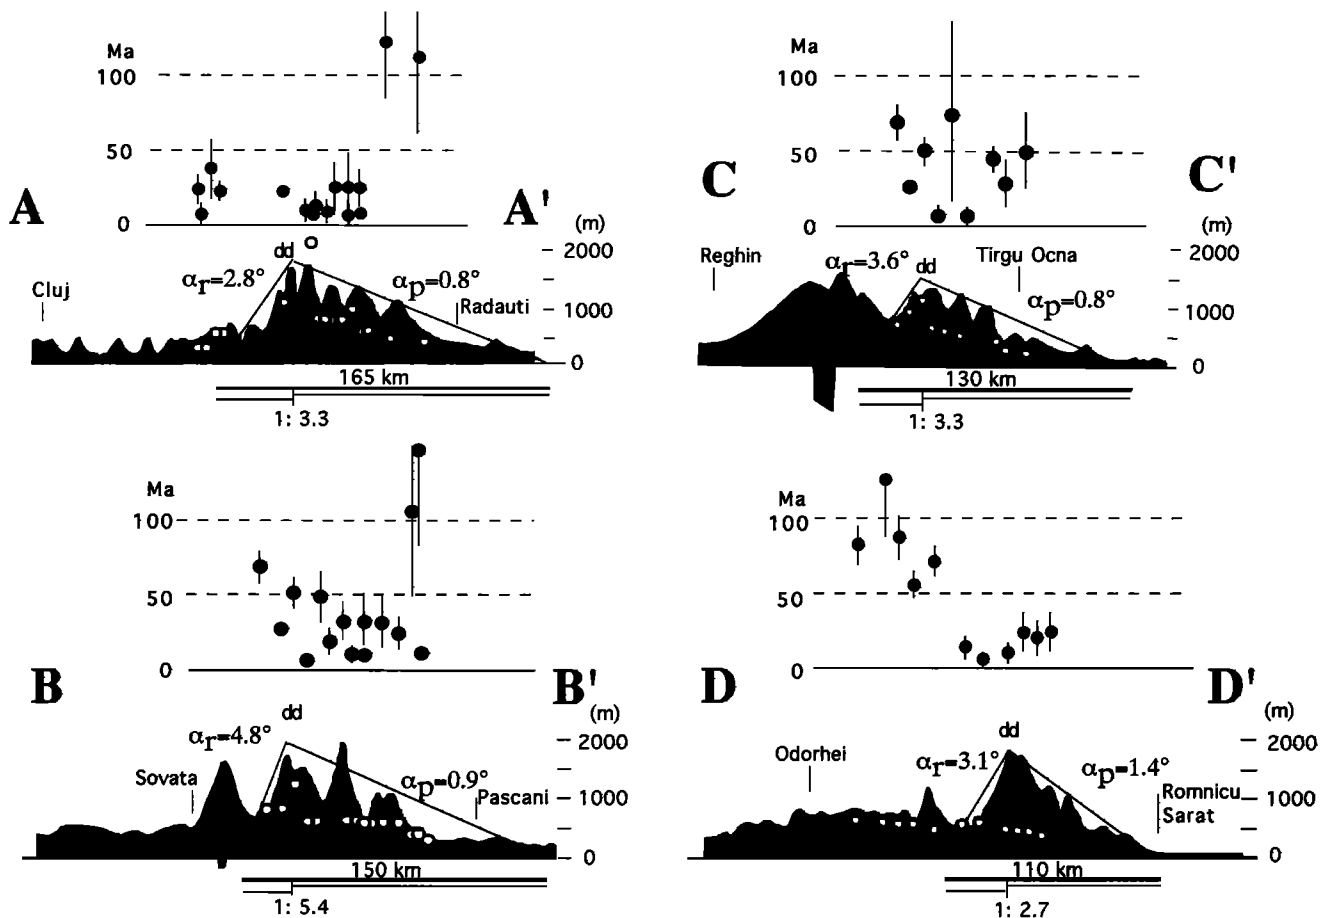 Ma
100
50
0
A
A'
(m)
dd
αr=2.8°
αp=0.8°
Cluj
Radauti
2000
1000
0
165 km
1: 3.3
Ma
100
50
0
C
C'
(m)
Reghin
αr=3.6°
dd
Tirgu Ocna
αp=0.8°
2000
1000
0
130 km
1: 3.3
Ma
100
50
0
B
B'
(m)
dd
αr=4.8°
αp=0.9°
Sovata
Pascani
2000
1000
0
150 km
1: 5.4
Ma
100
50
0
D
D'
(m)
dd
Odorhei
αr=3.1°
αp=1.4°
Romnicu
Sarat
2000
1000
0
110 km
1: 2.7